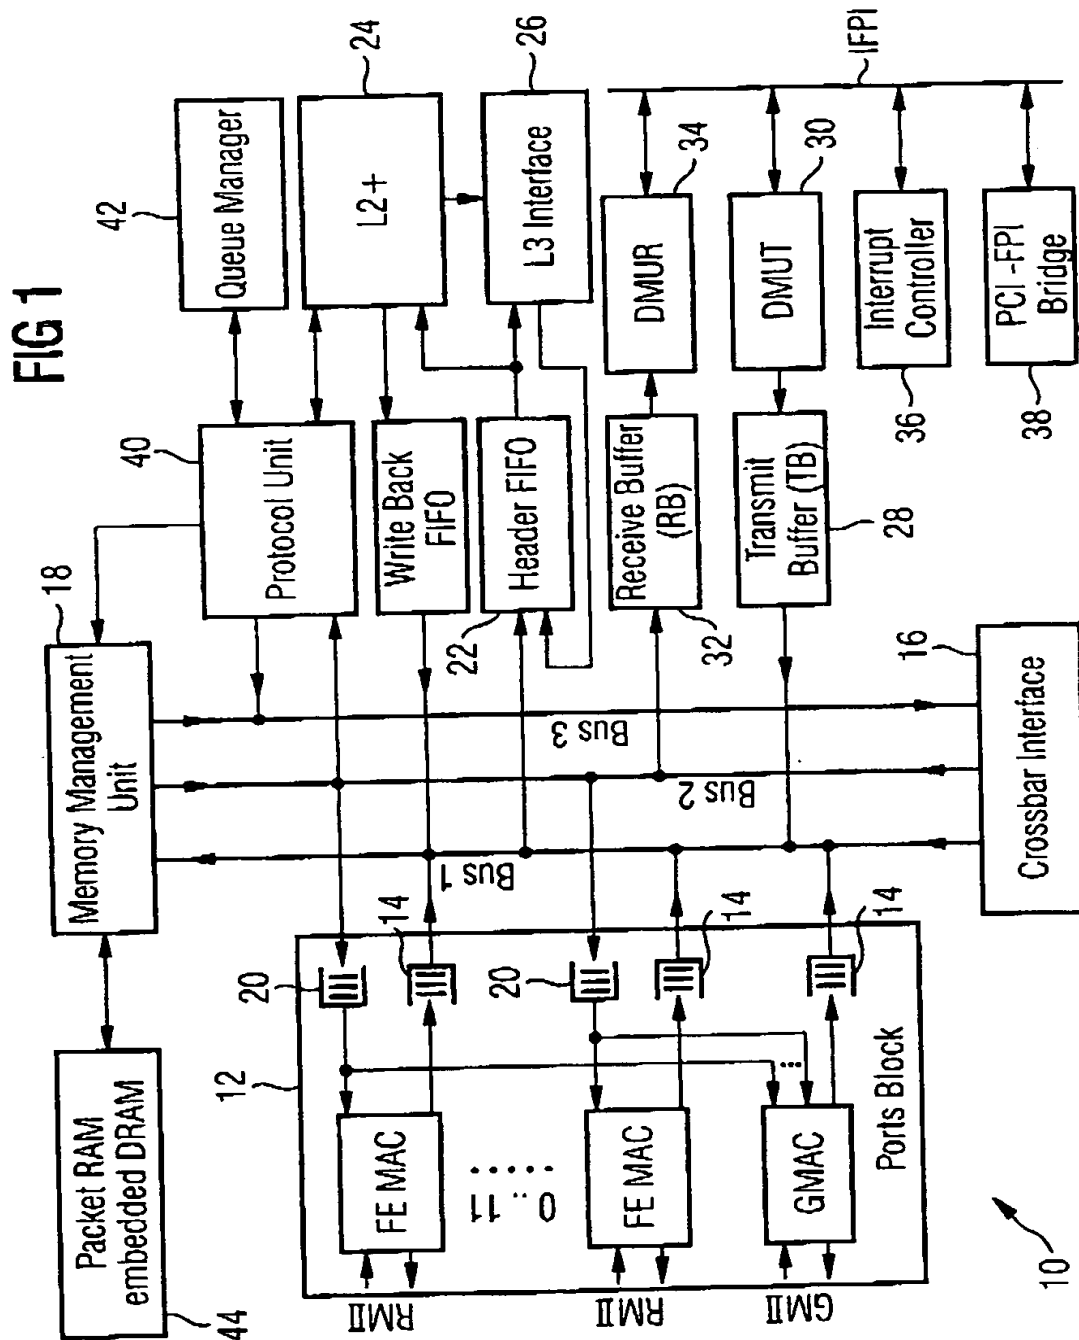 FIG 1
44
Packet RAM
embedded DRAM
Memory Management
Unit
18
40
Protocol Unit
42
Queue Manager
24
L2+
Write Back
FIFO
26
L3 Interface
22
Header FIFO
12
20
14
FE MAC
RMII
0 .. 11
......
20
14
FE MAC
RMII
...
14
GMAC
GMII
Ports Block
Bus 1
Bus 2
Bus 3
Receive Buffer
(RB)
32
DMUR
34
Transmit
Buffer (TB)
28
DMUT
30
IFPI
36
Interrupt
Controller
38
PCI -FPI
Bridge
16
Crossbar Interface
10